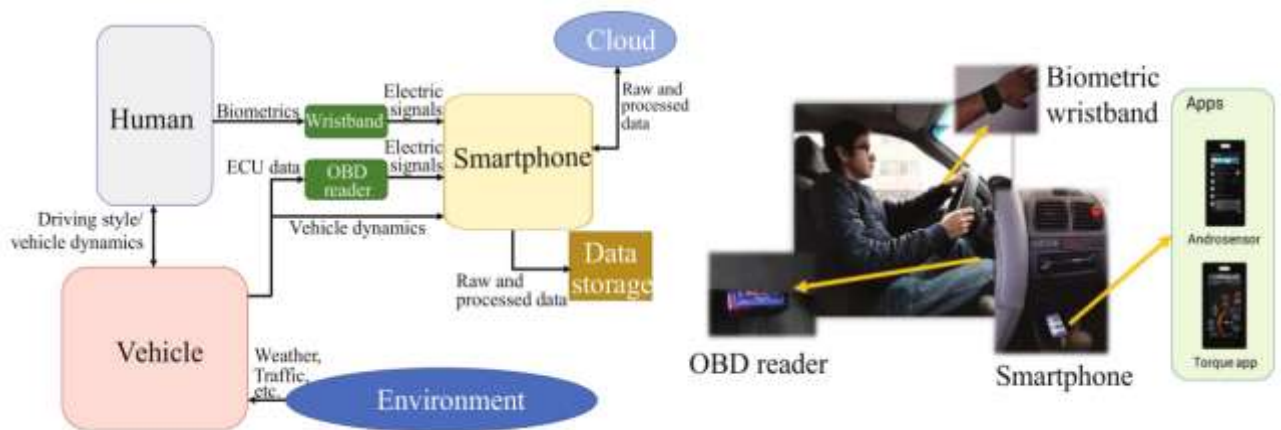 Cloud
Human
Biometrics
Wristband
Electric
signals
Smartphone
Raw and
processed
data
ECU data
OBD
reader
Electric
signals
Driving style/
vehicle dynamics
Vehicle dynamics
Raw and
processed data
Data
storage
Vehicle
Weather,
Traffic,
etc.
Environment
Biometric
wristband
OBD reader
Smartphone
Apps
Androsensor
Torque app